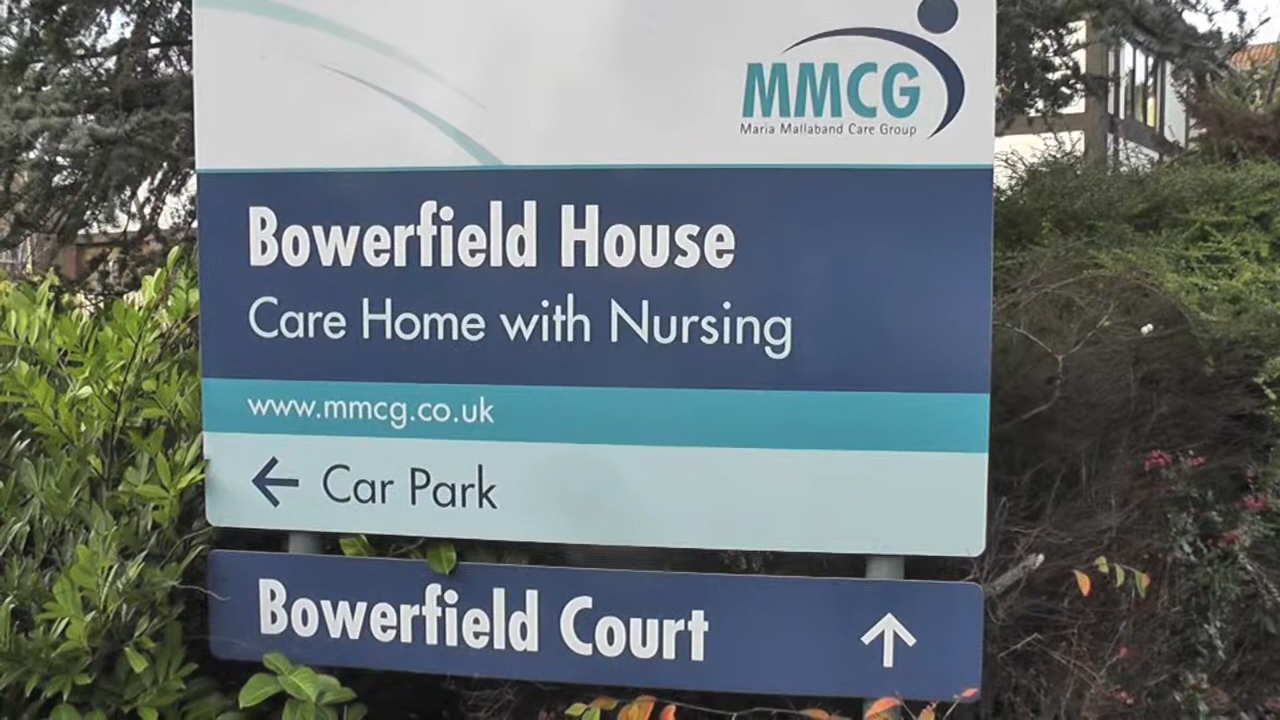 MMCG
Maria Mallaband Care Group
Bowerfield House
Care Home with Nursing
www.mmcg.co.uk
← Car Park
Bowerfield Court ↑